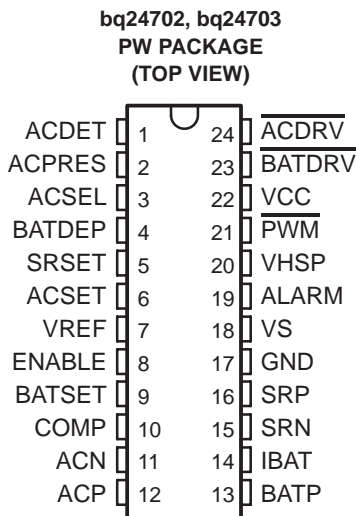 bq24702, bq24703
PW PACKAGE
(TOP VIEW)
ACDET 1 24 ACDRV
ACPRES 2 23 BATDRV
ACSEL 3 22 VCC
BATDEP 4 21 PWM
SRSET 5 20 VHSP
ACSET 6 19 ALARM
VREF 7 18 VS
ENABLE 8 17 GND
BATSET 9 16 SRP
COMP 10 15 SRN
ACN 11 14 IBAT
ACP 12 13 BATP